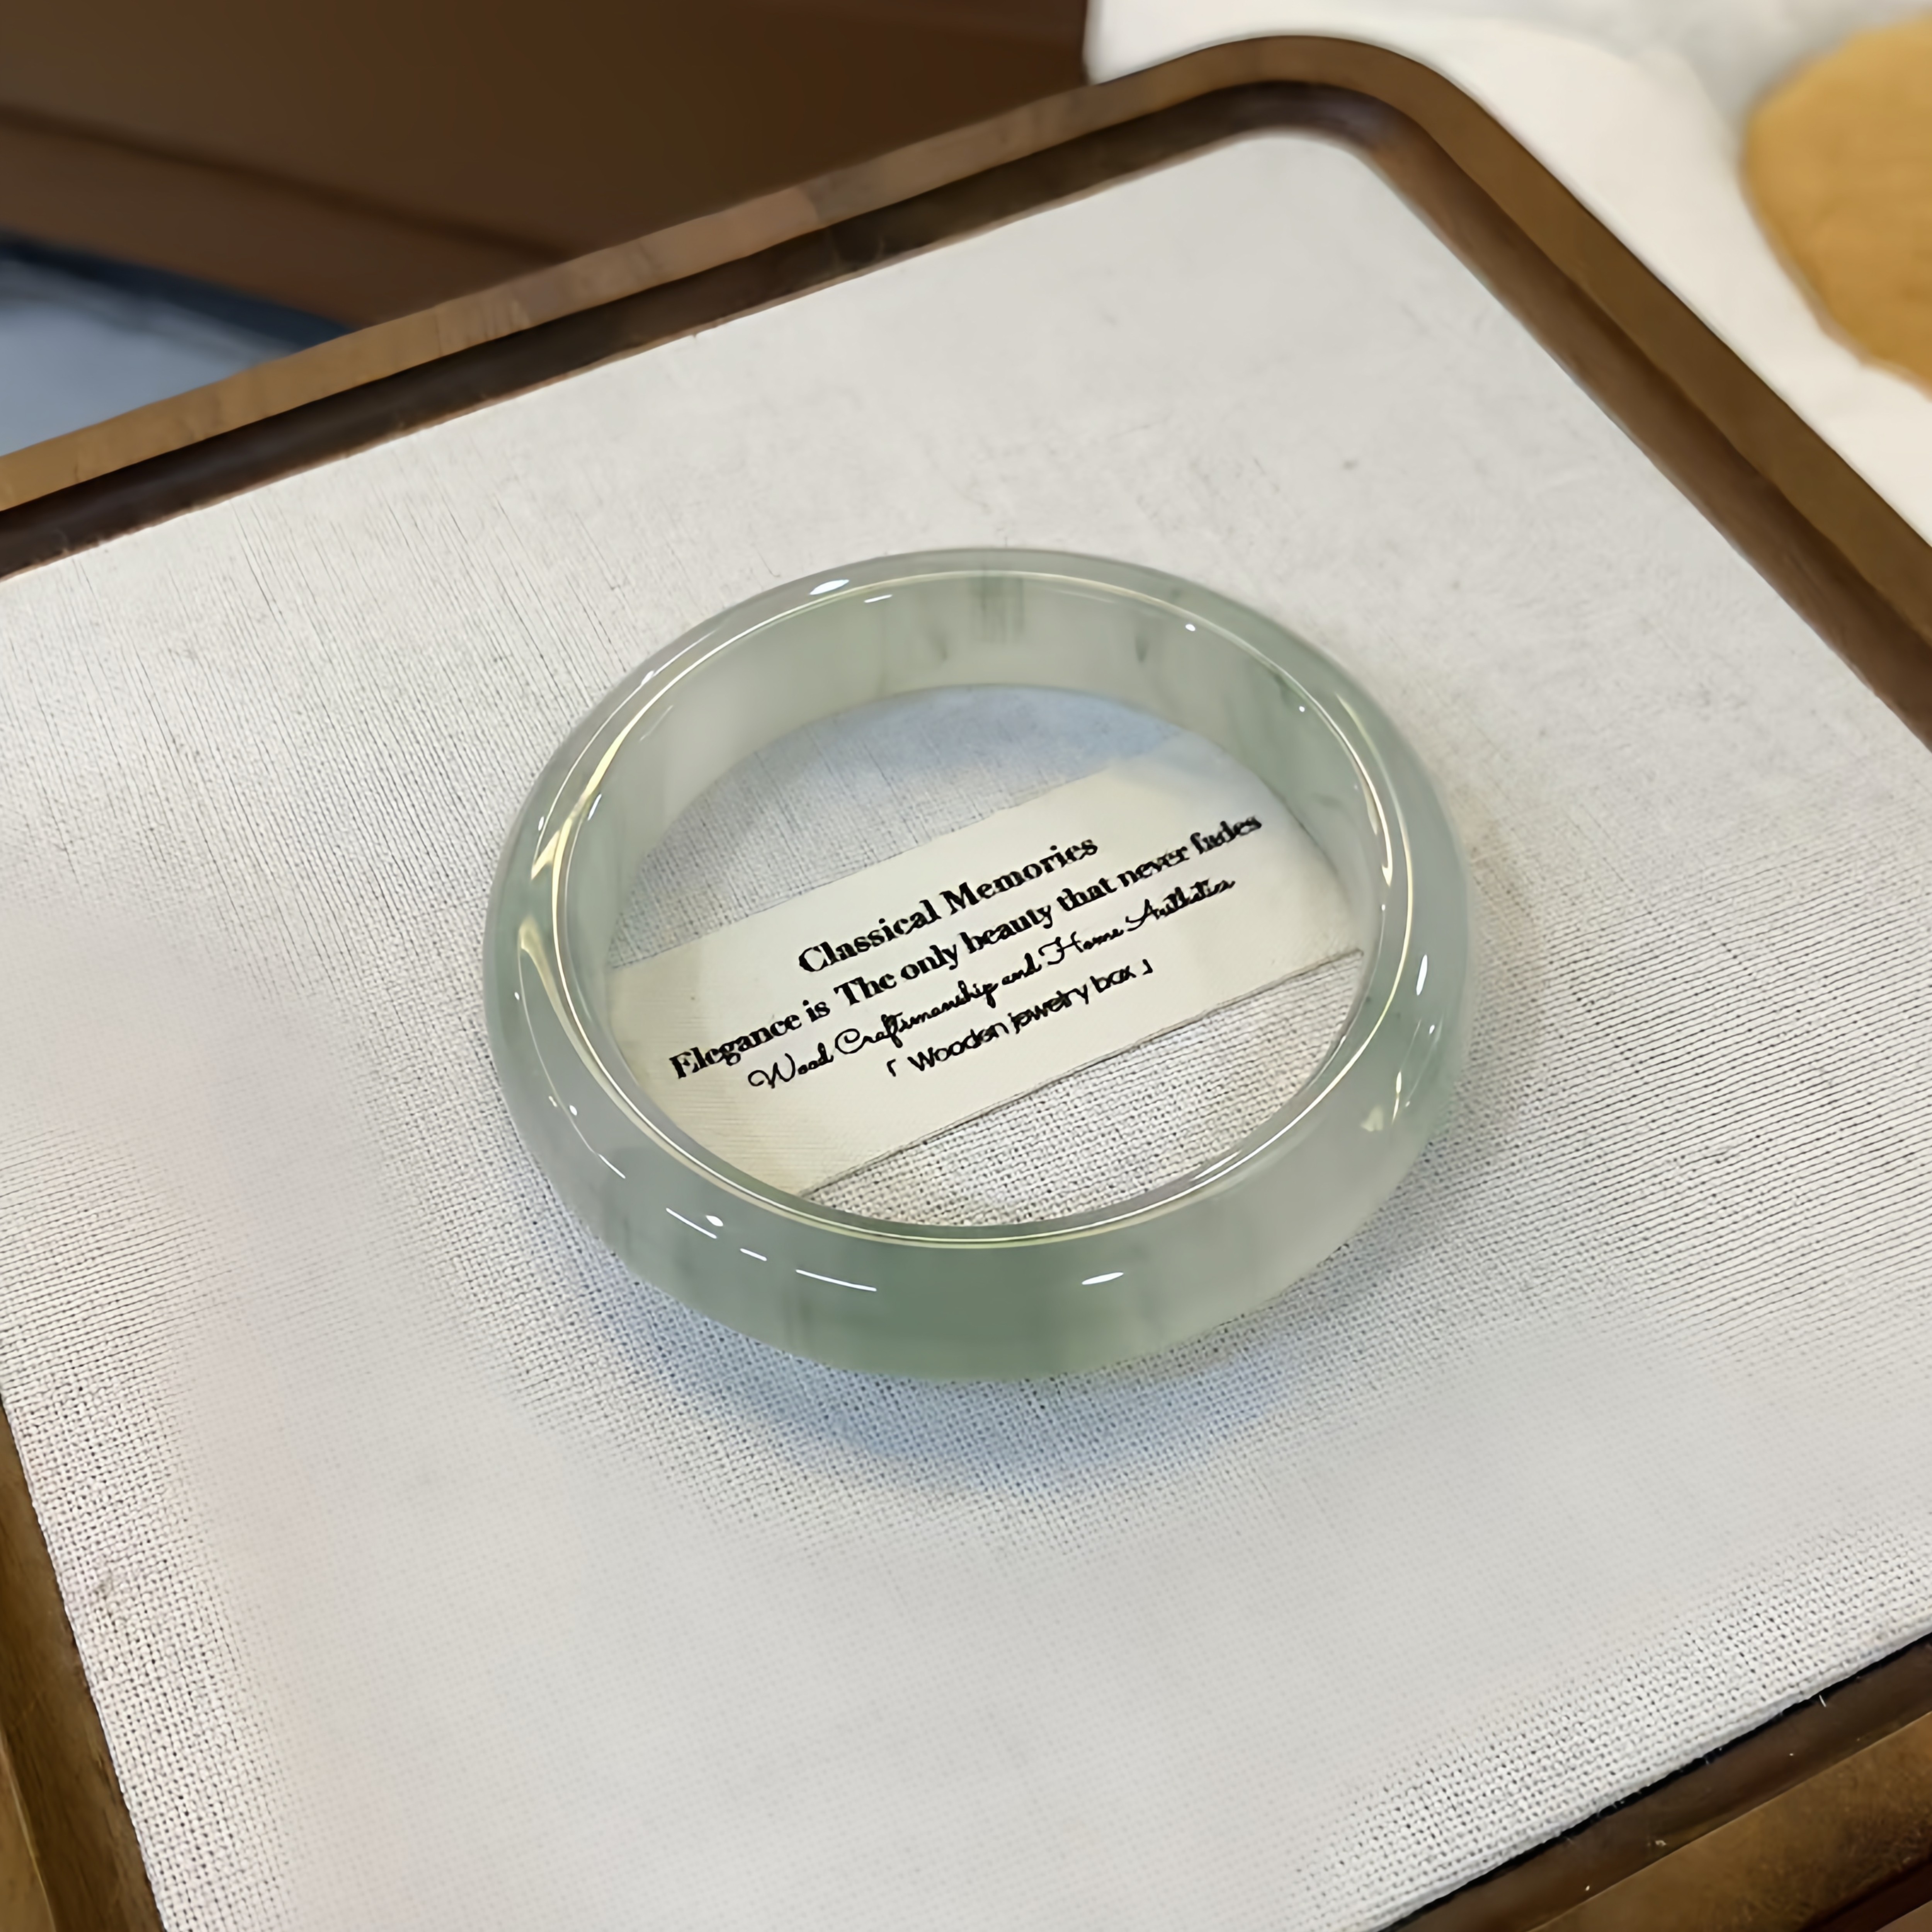 Classical Memories
Elegance is The only beauty that never fades
Wood Craftsmanship and Home Aesthetics
「 Wooden jewelry box 」